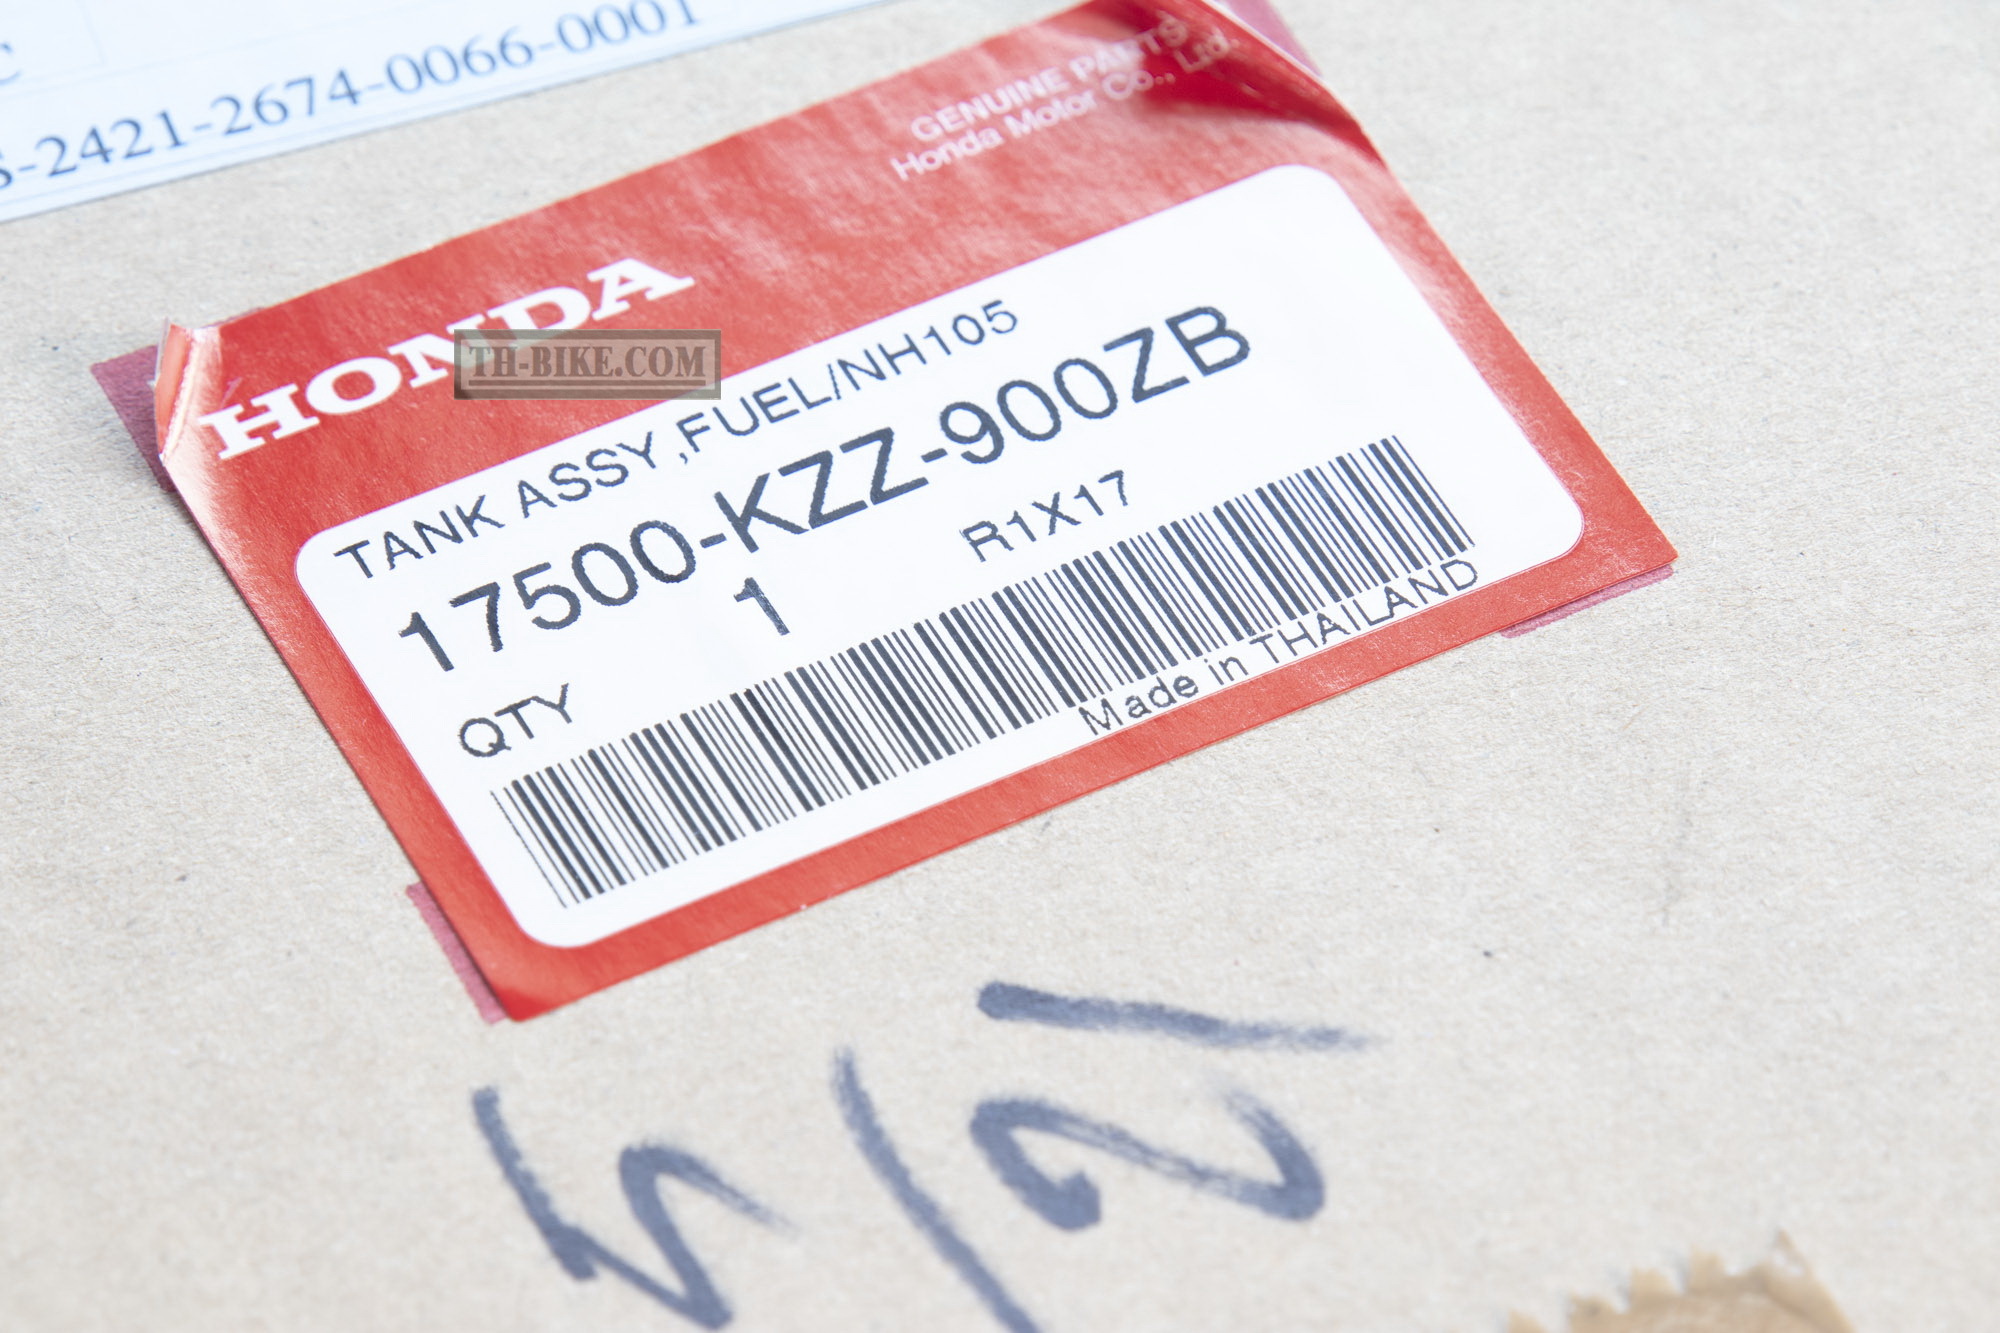 -2421-2674-0066-0001
GENUINE PARTS
Honda Motor Co., Ltd.
HONDA
TH-BIKE.COM
TANK ASSY,FUEL/NH105
17500-KZZ-900ZB
QTY 1 R1X17
Made in THAILAND